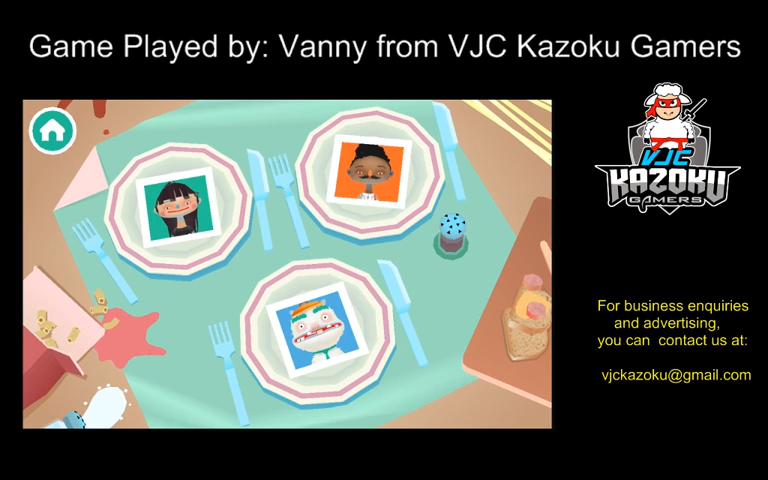 Game Played by: Vanny from VJC Kazoku Gamers
VJC
KAZOKU
GAMERS
For business enquiries
and advertising,
you can contact us at:
vjckazoku@gmail.com